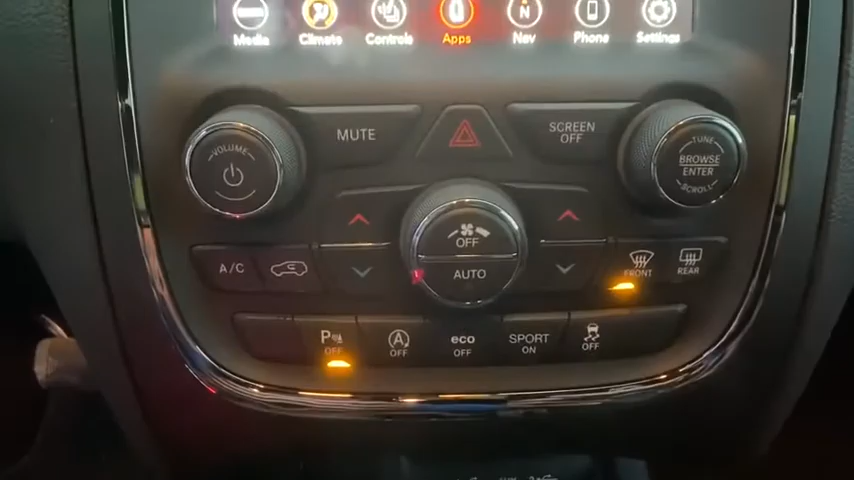 Media Climate Controls Apps Nav Phone Settings
N
VOLUME
MUTE
SCREEN
OFF
TUNE
BROWSE
ENTER
SCROLL
OFF
AUTO
A/C
FRONT
REAR
P
OFF
A
OFF
eco
OFF
SPORT
ON
OFF